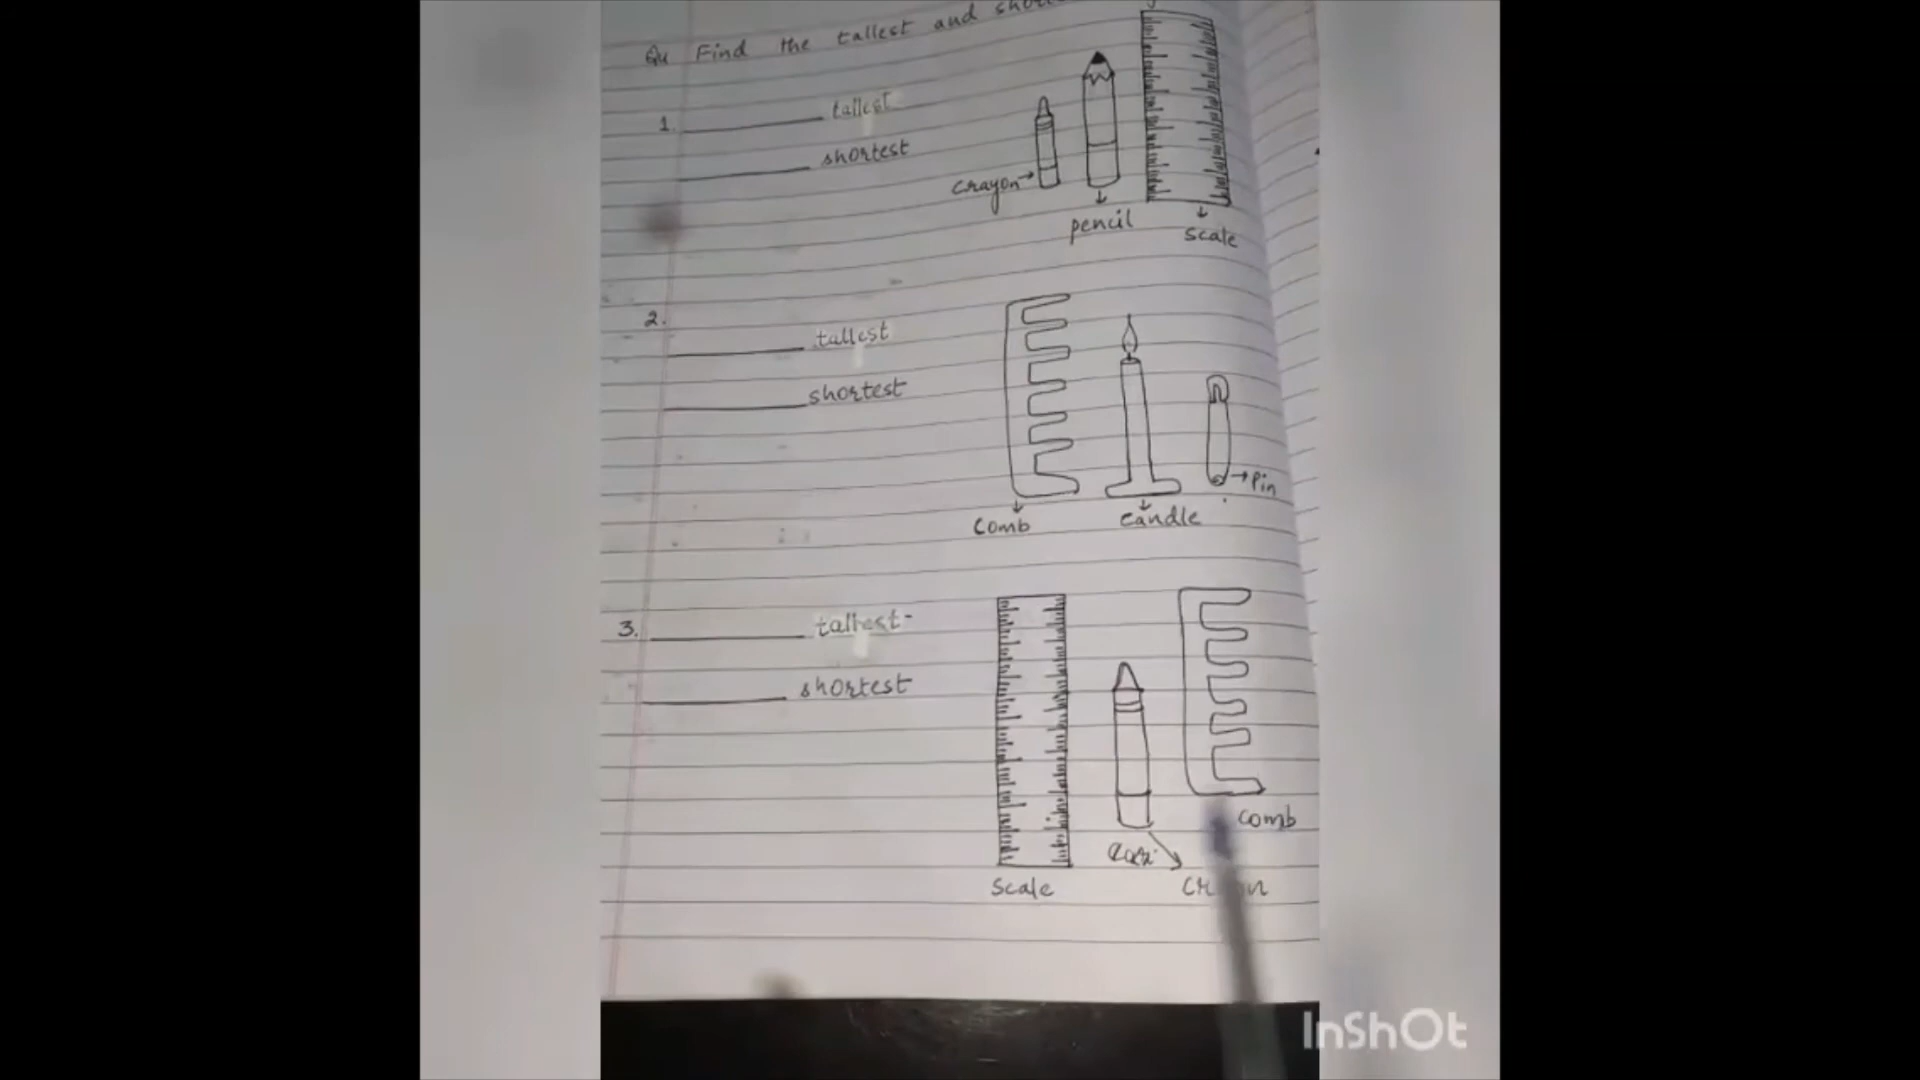 Qu Find the tallest and
1. tallest
shortest
crayon
pencil
scale
2. tallest
shortest
Comb
candle
Pin
3. tallest
shortest
Scale
comb
InShOt